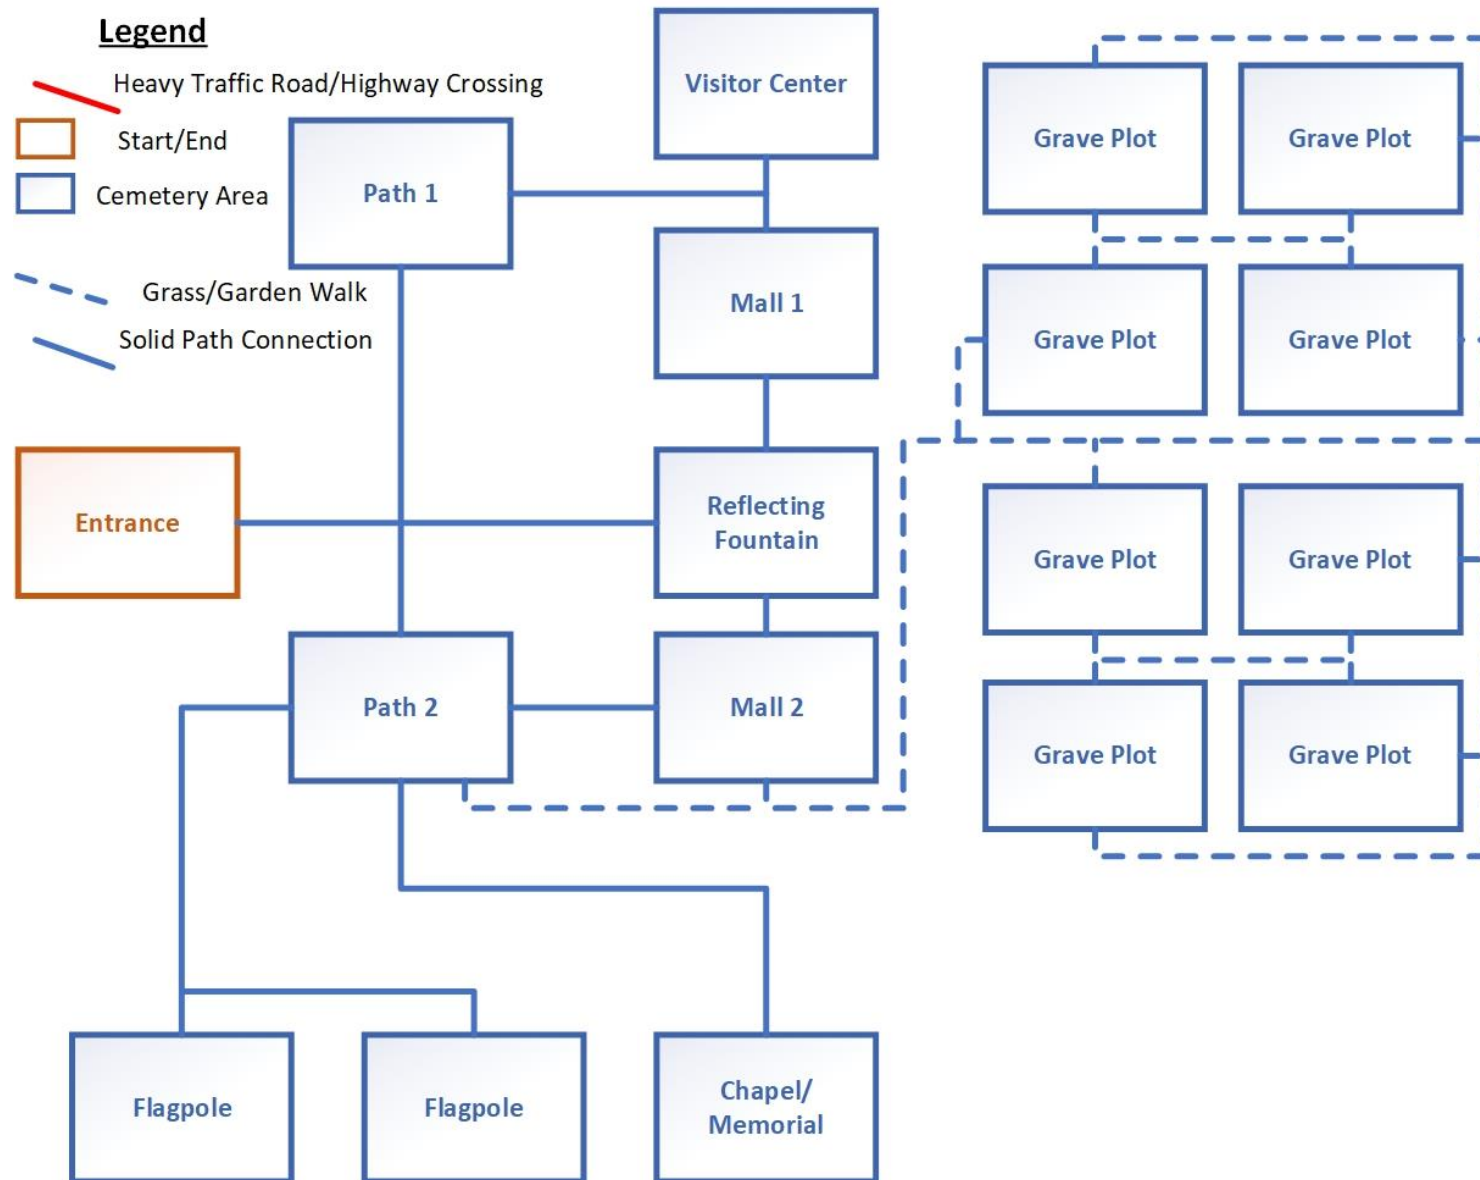 Legend
Heavy Traffic Road/Highway Crossing
Start/End
Cemetery Area
Grass/Garden Walk
Solid Path Connection
Visitor Center
Path 1
Mall 1
Entrance
Reflecting
Fountain
Path 2
Mall 2
Flagpole
Flagpole
Chapel/
Memorial
Grave Plot
Grave Plot
Grave Plot
Grave Plot
Grave Plot
Grave Plot
Grave Plot
Grave Plot